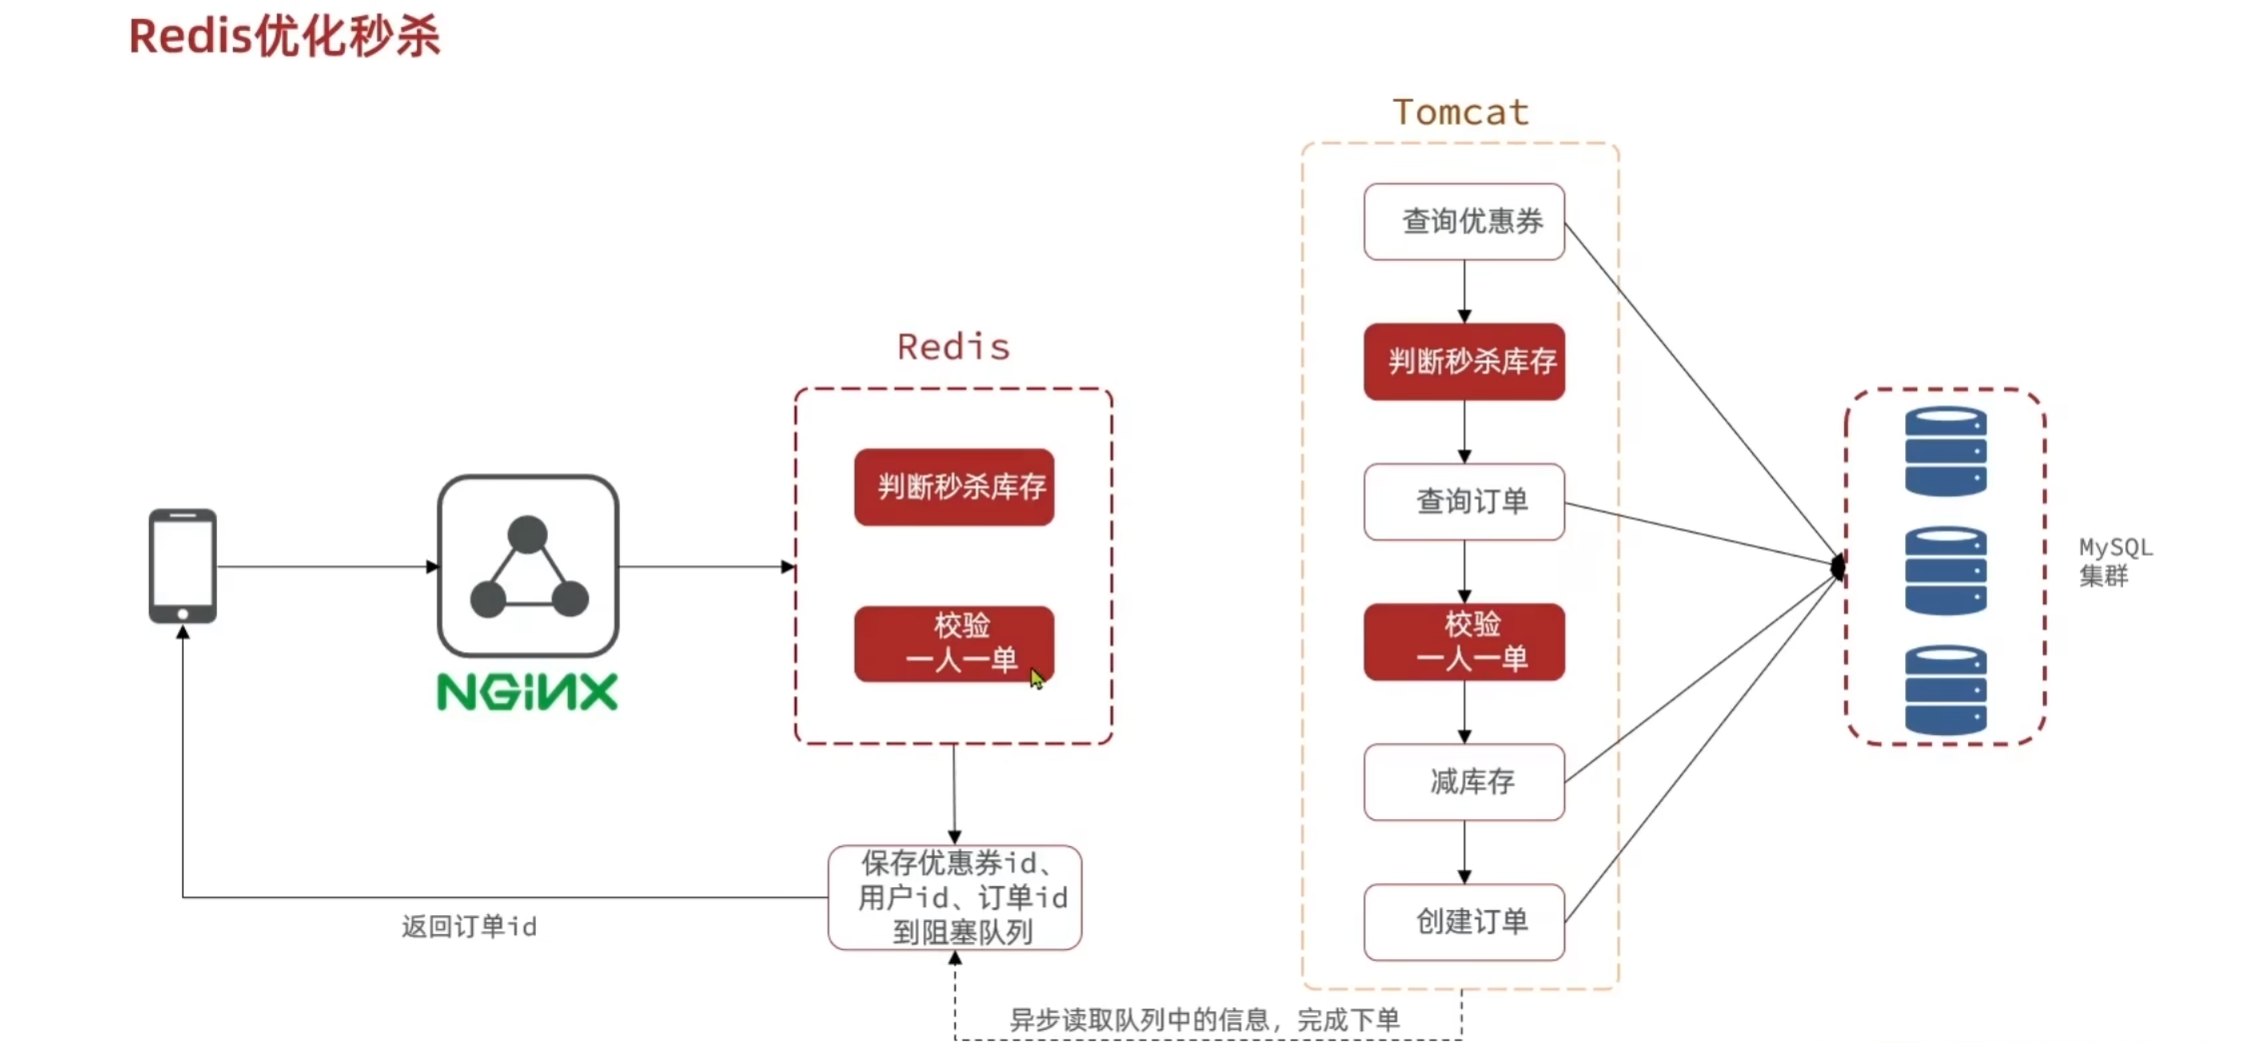 Redis优化秒杀
Tomcat
查询优惠券
判断秒杀库存
查询订单
校验
一人一单
减库存
创建订单
Redis
判断秒杀库存
校验
一人一单
NGiNX
MySQL
集群
保存优惠券id、
用户id、订单id
到阻塞队列
返回订单id
异步读取队列中的信息，完成下单